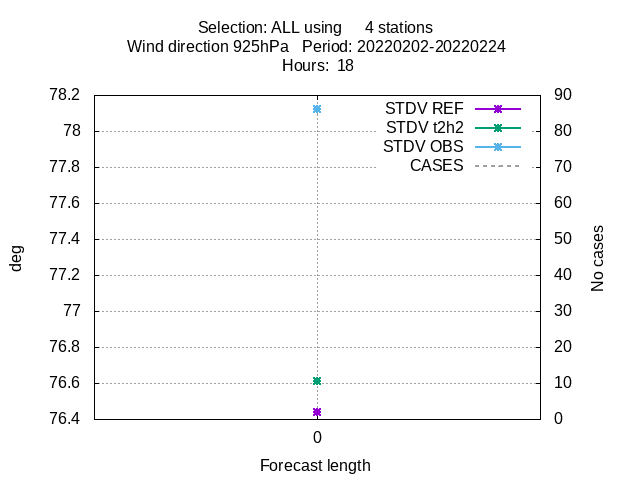 Selection: ALL using     4 stations
Wind direction 925hPa   Period: 20220202-20220224
Hours:  18
78.2
78
77.8
77.6
77.4
77.2
77
76.8
76.6
76.4
90
80
70
60
50
40
30
20
10
0
STDV REF
STDV t2h2
STDV OBS
CASES
deg
No cases
0
Forecast length